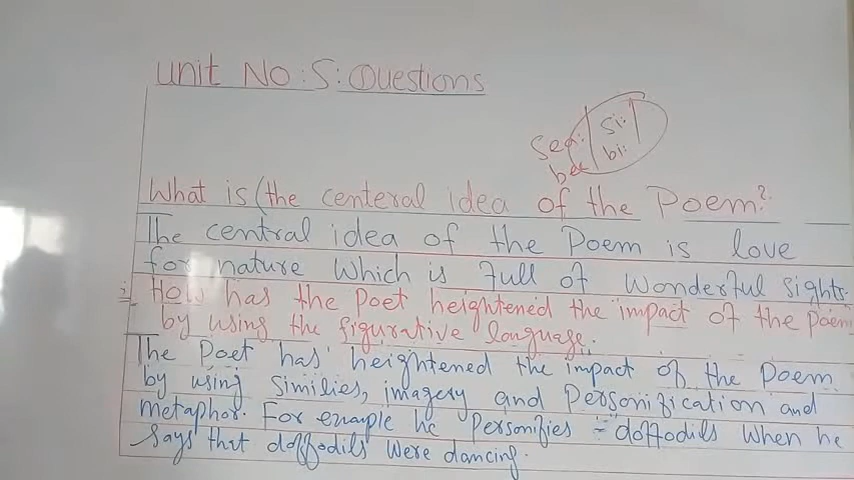 Unit No: 5: Questions
sea: /si:/
be /bi:/
What is (the centeral idea of the Poem?
The central idea of the Poem is love
for nature which is full of wonderful sights.
How has the Poet heightened the impact of the Poem
by using the figurative language.
The Poet has heightened the impact of the Poem
by using similies, imagery and Personification and
metaphor. For example he Personifies = daffodils when he
says that daffodils were dancing.